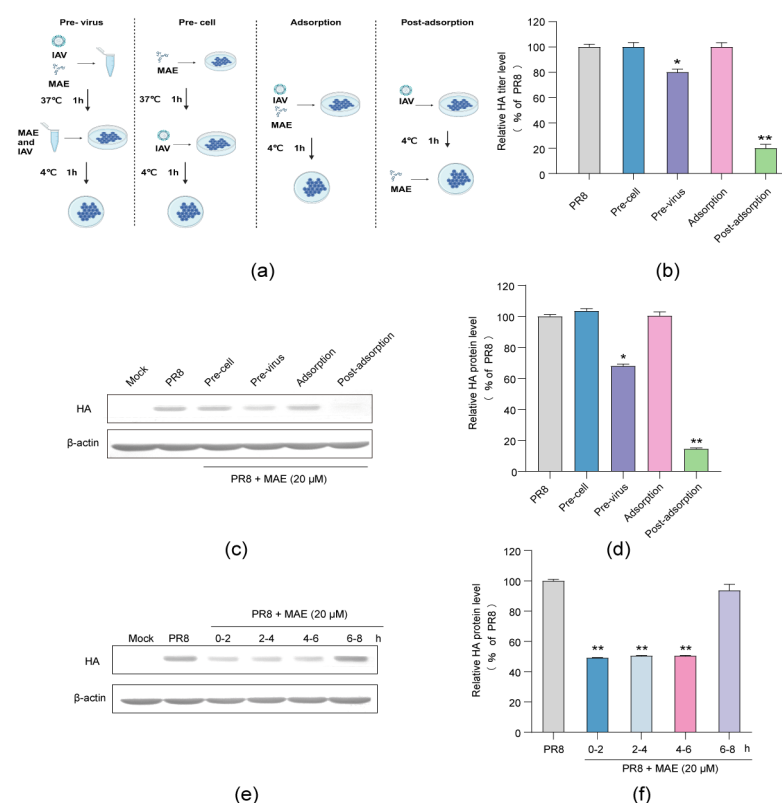 Pre- virus
Pre- cell
Adsorption
Post-adsorption
IAV
MAE
37℃ 1h
MAE
and
IAV
4℃ 1h
MAE
37℃ 1h
IAV
4℃ 1h
IAV
MAE
4℃ 1h
IAV
4℃ 1h
MAE
(a)
Relative HA titer level
( % of PR8 )
120
100
80
60
40
20
0
*
**
PR8
Pre-cell
Pre-virus
Adsorption
Post-adsorption
(b)
Mock
PR8
Pre-cell
Pre-virus
Adsorption
Post-adsorption
HA
β-actin
PR8 + MAE (20 μM)
(c)
Relative HA protein level
( % of PR8 )
120
100
80
60
40
20
0
*
**
PR8
Pre-cell
Pre-virus
Adsorption
Post-adsorption
(d)
PR8 + MAE (20 μM)
Mock PR8 0-2 2-4 4-6 6-8 h
HA
β-actin
(e)
Relative HA protein level
( % of PR8 )
120
100
80
60
40
20
0
** ** **
PR8 0-2 2-4 4-6 6-8 h
PR8 + MAE (20 μM)
(f)